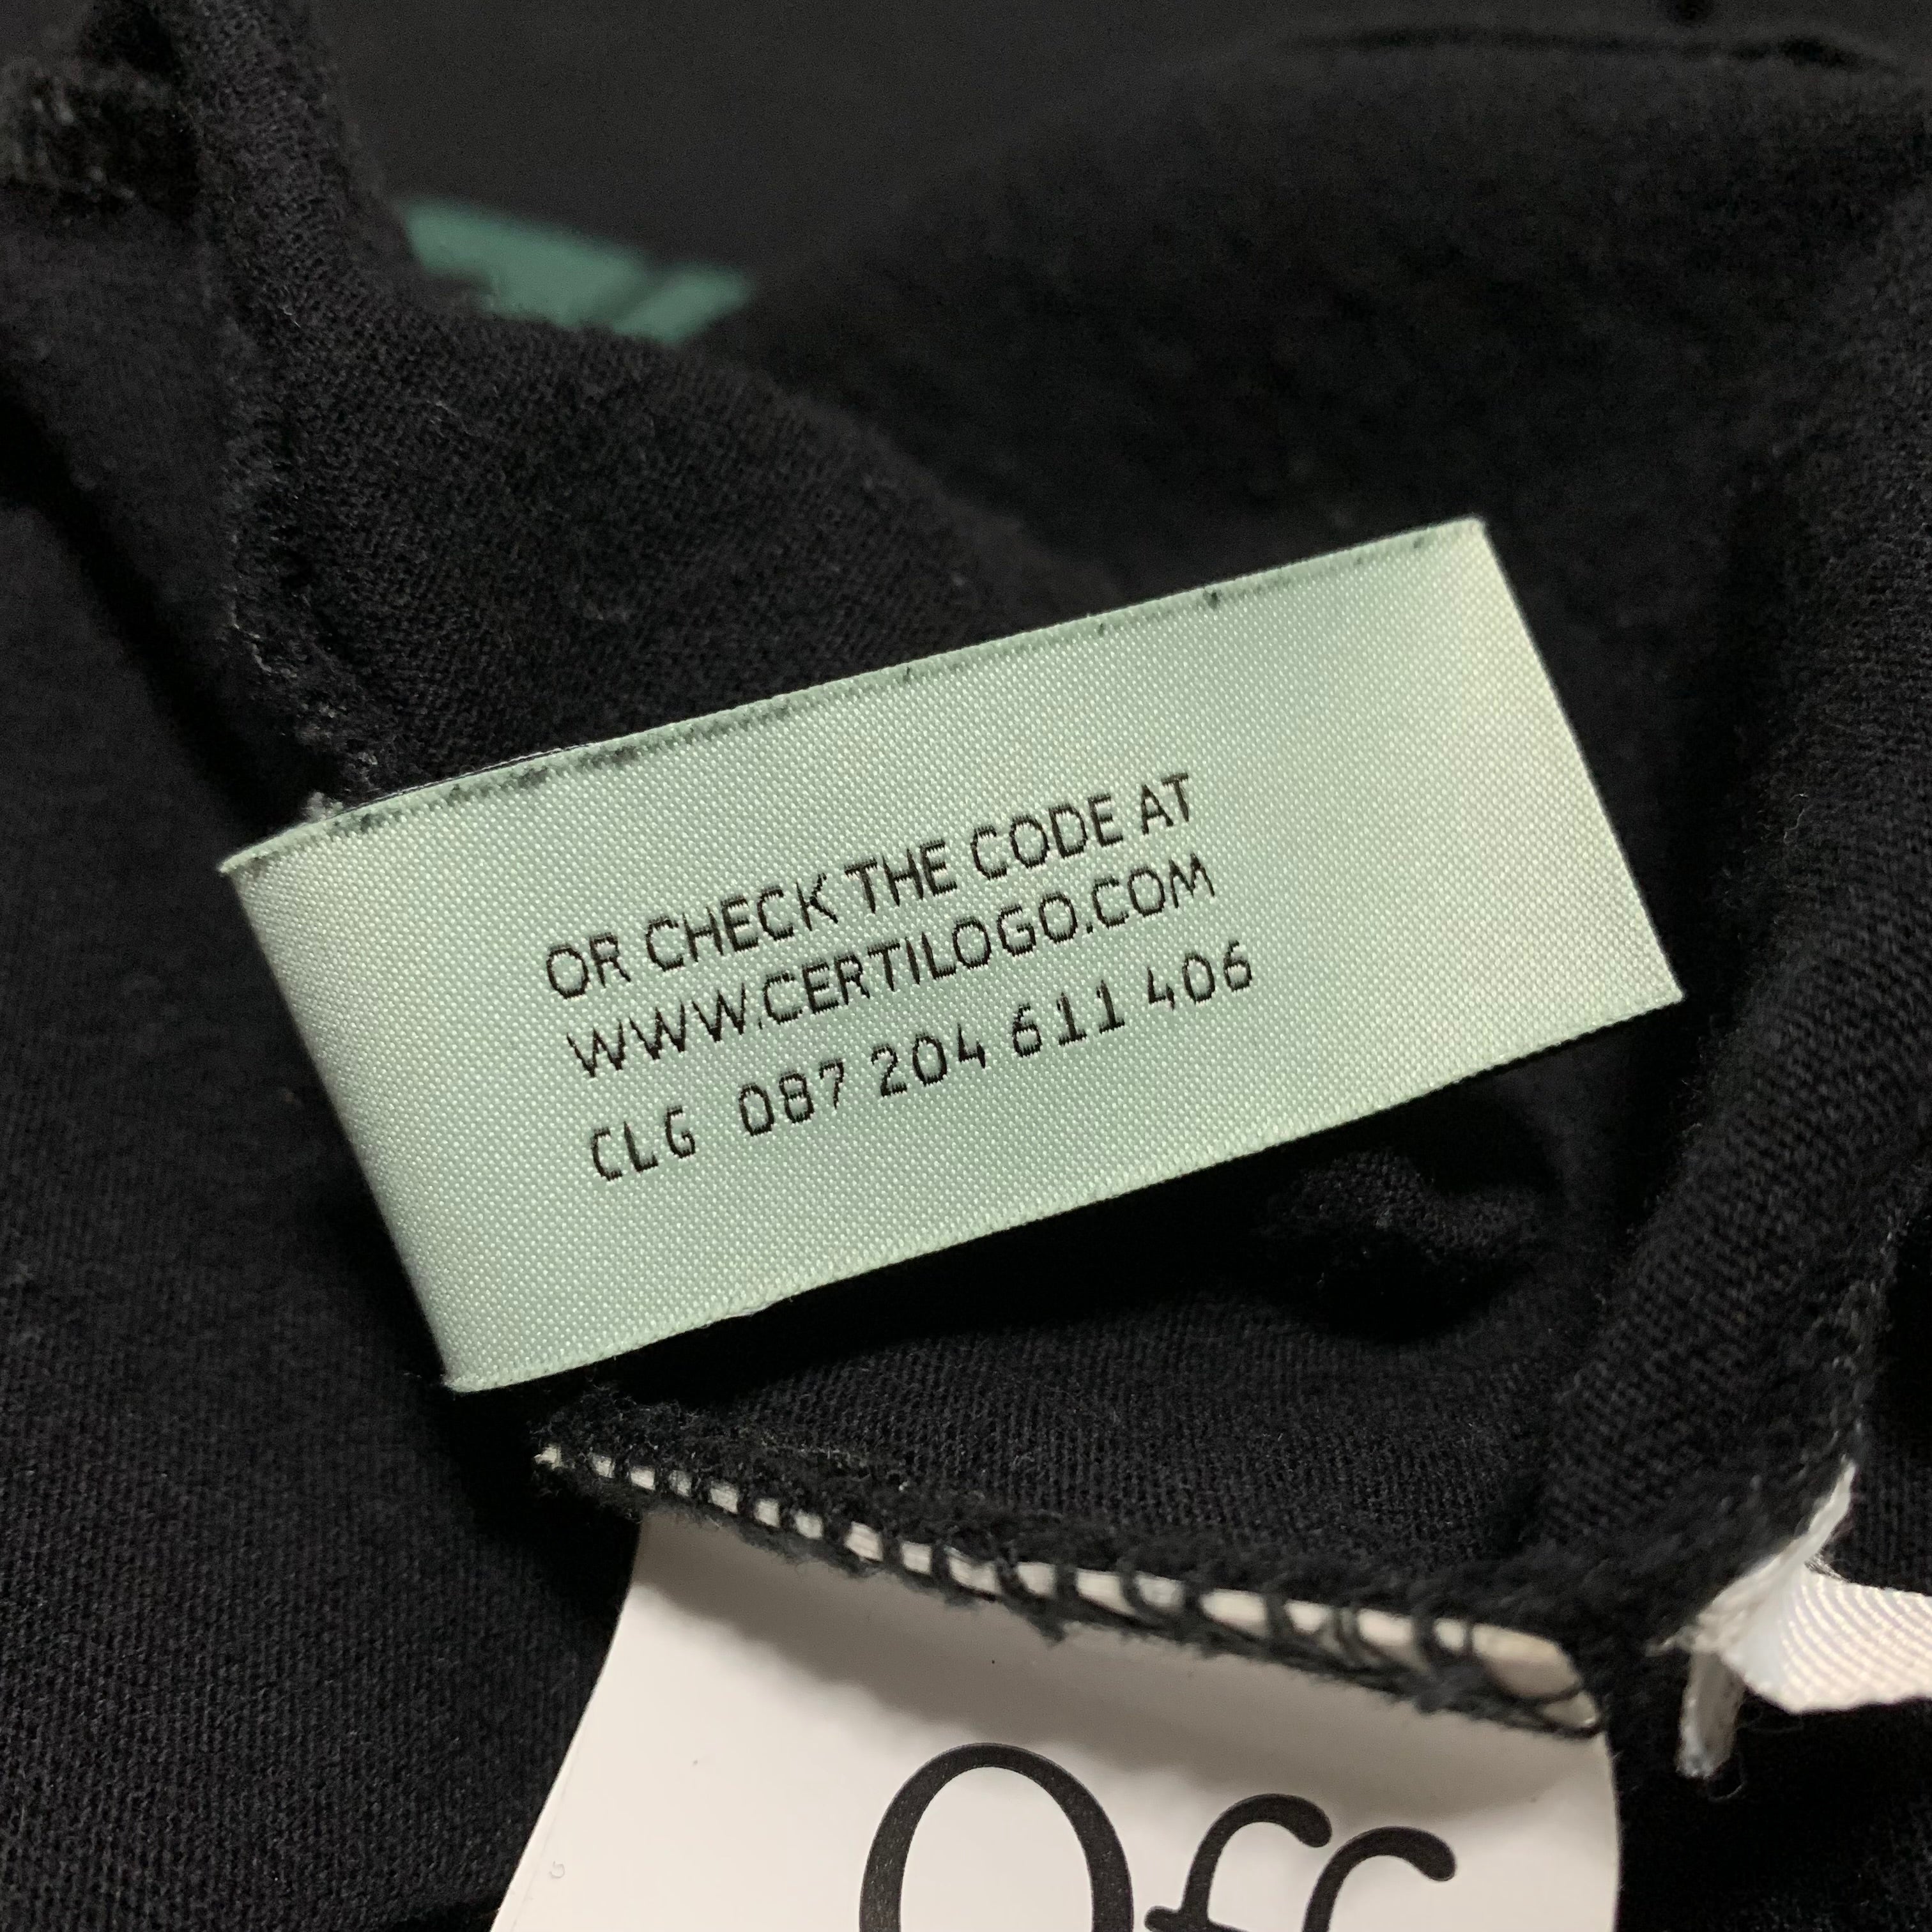 OR CHECK THE CODE AT
WWW.CERTILOGO.COM
CLG 087 204 611 406
Off